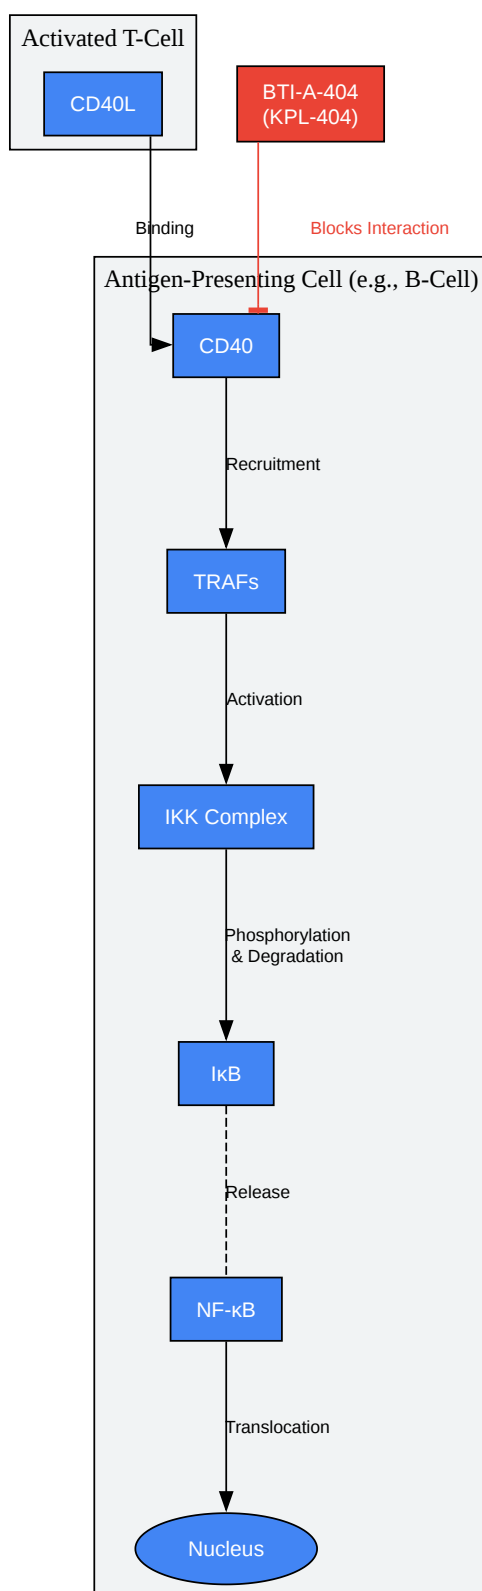 Activated T-Cell
CD40L
BTI-A-404
(KPL-404)
Binding
Blocks Interaction
Antigen-Presenting Cell (e.g., B-Cell)
CD40
Recruitment
TRAFs
Activation
IKK Complex
Phosphorylation
& Degradation
IκB
Release
NF-κB
Translocation
Nucleus